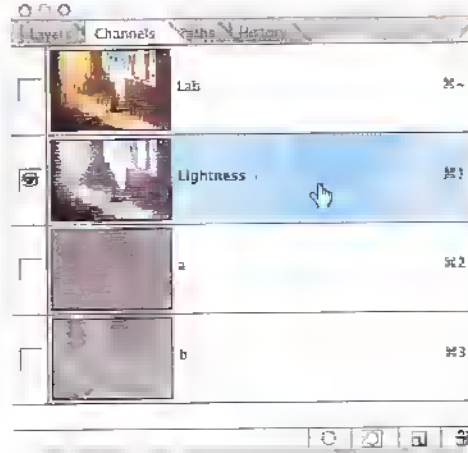 Layers Channels Paths History
Lab ⌘~
Lightness ⌘1
a ⌘2
b ⌘3